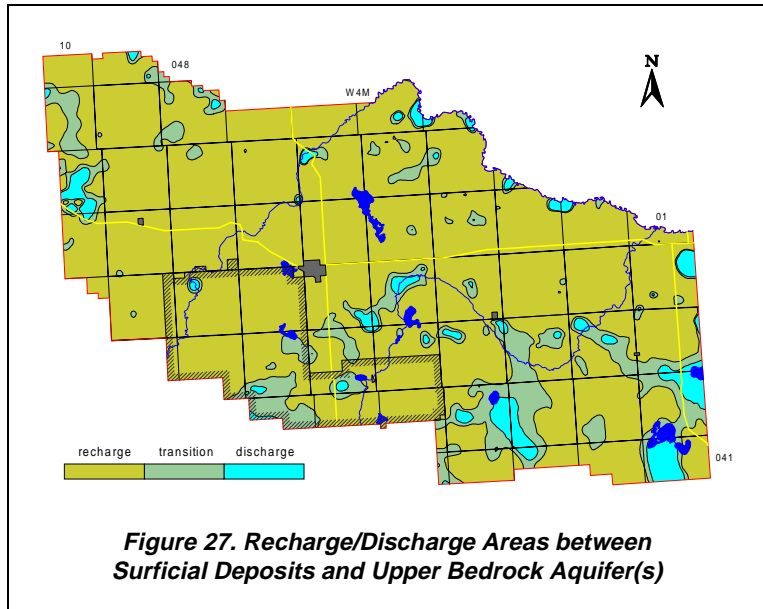 10
048
W4M
N
01
041
recharge transition discharge
Figure 27. Recharge/Discharge Areas between
Surficial Deposits and Upper Bedrock Aquifer(s)